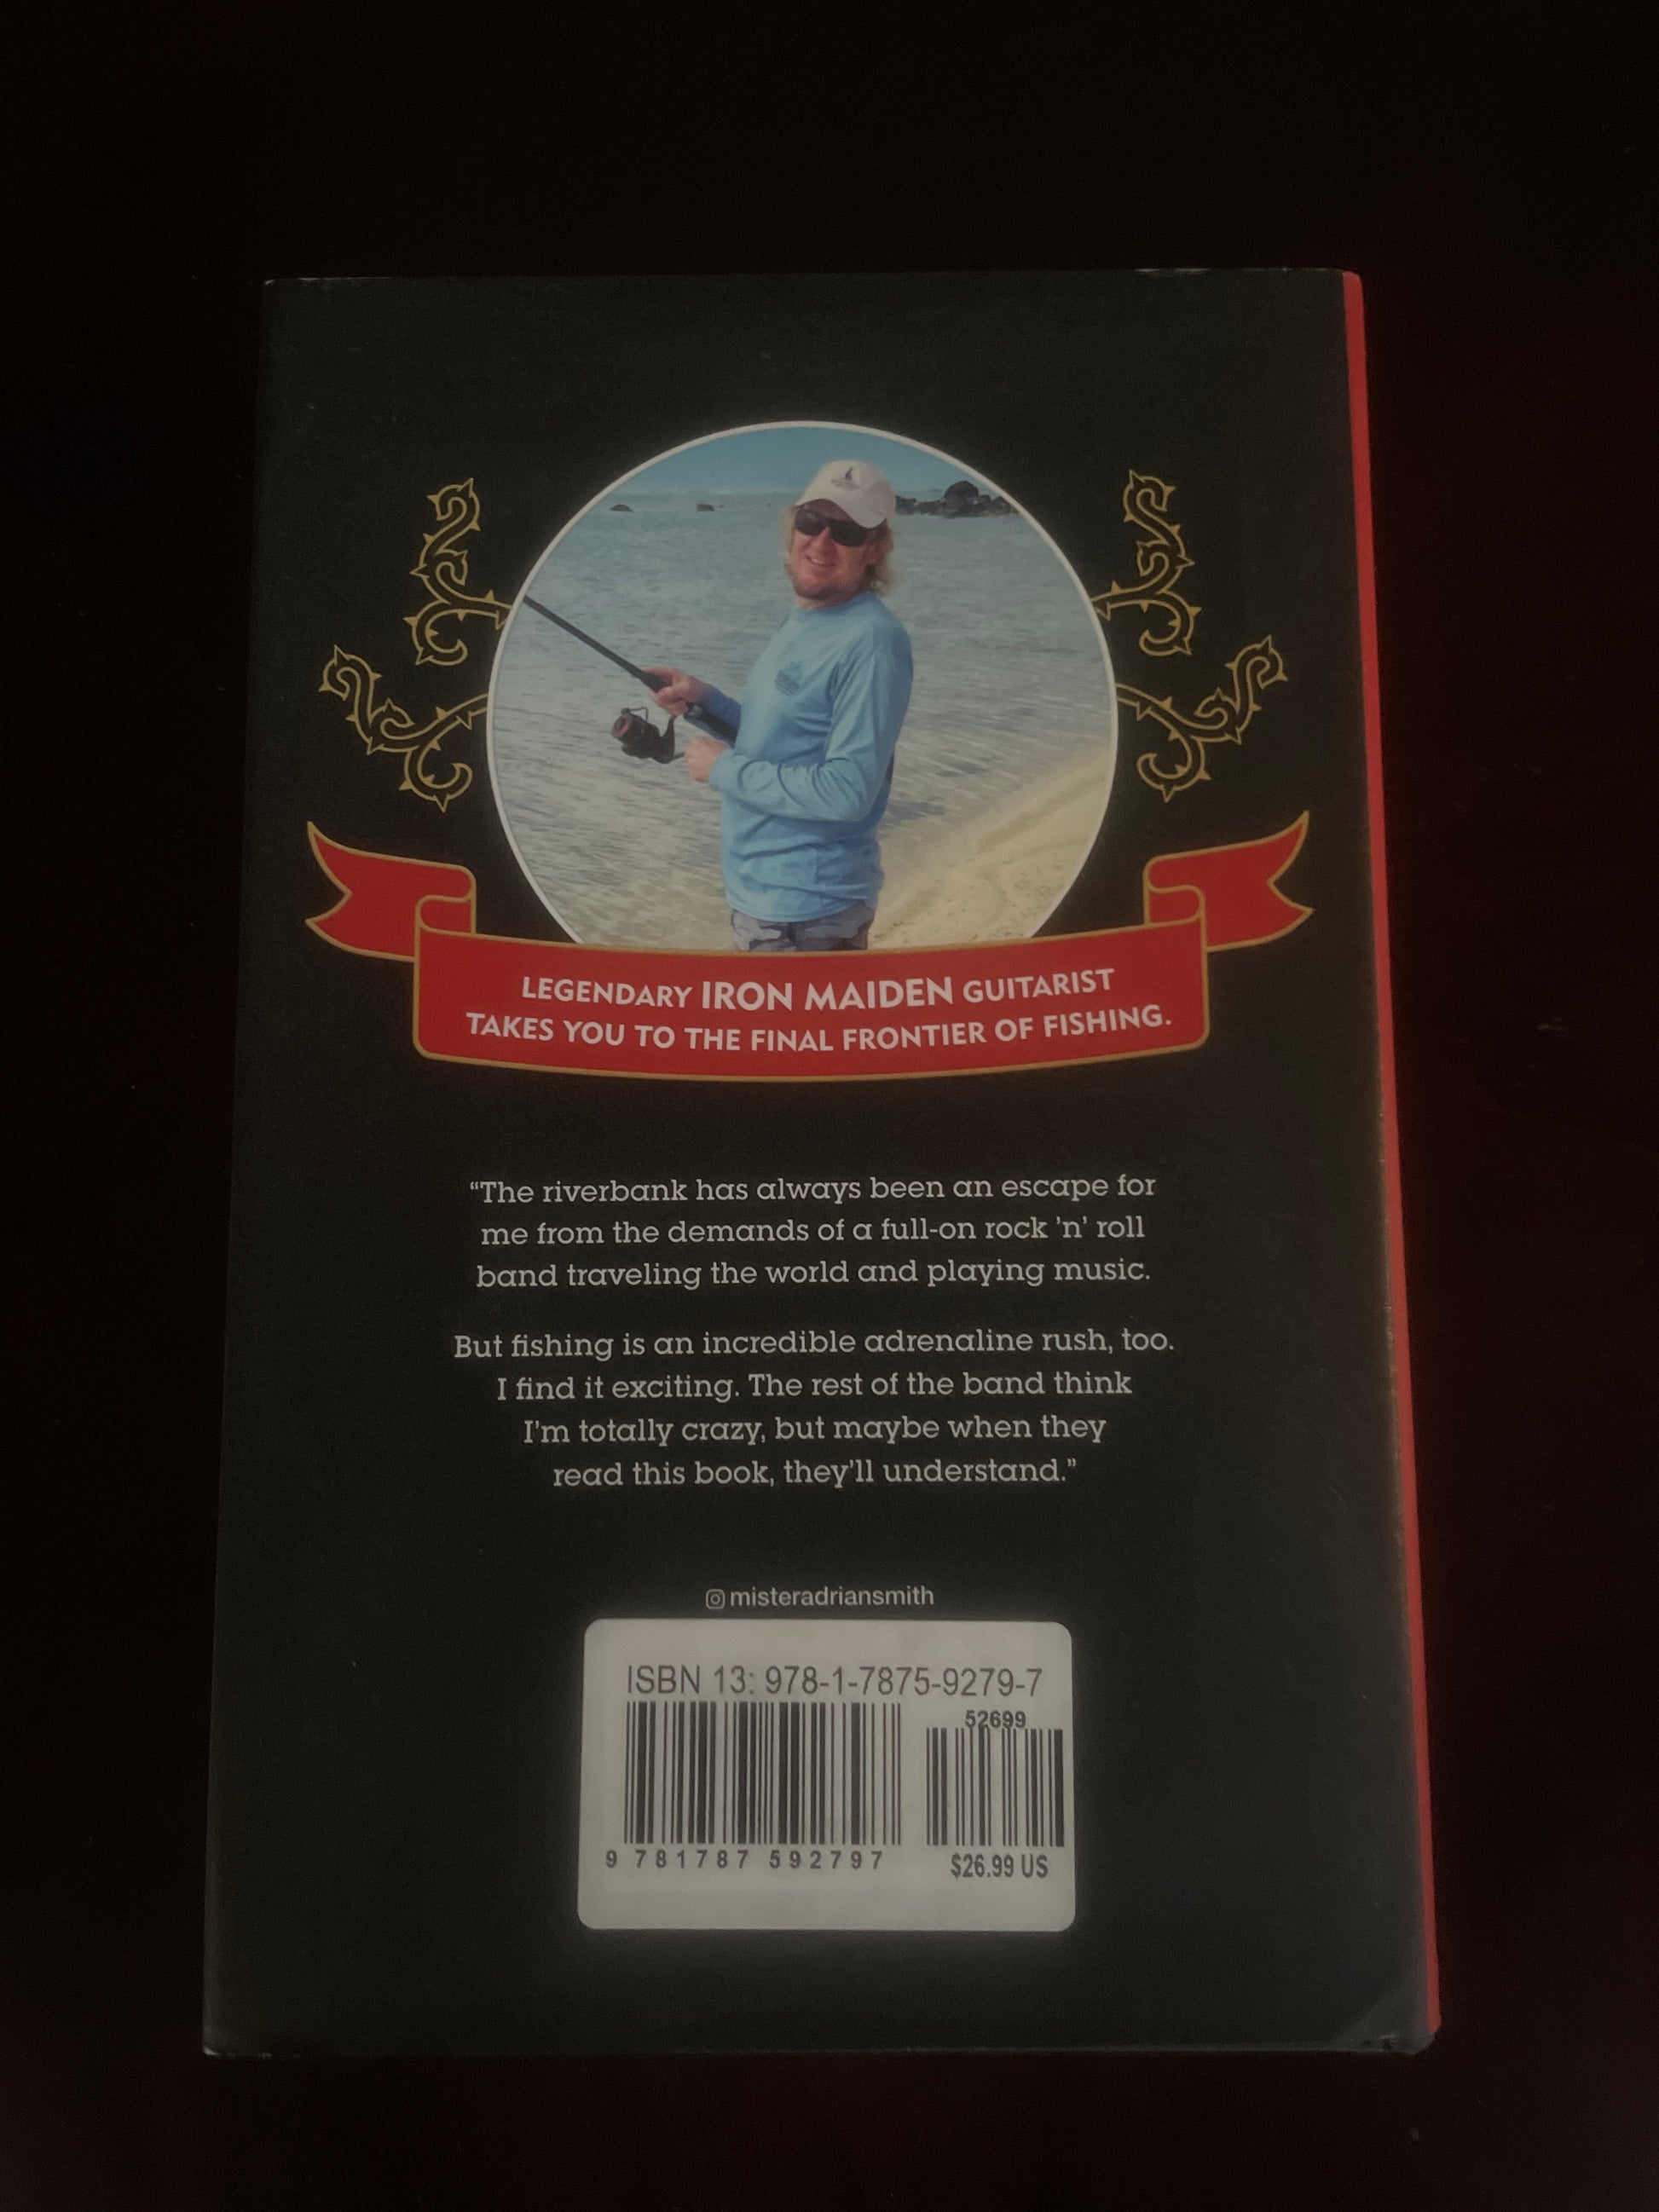 LEGENDARY IRON MAIDEN GUITARIST
TAKES YOU TO THE FINAL FRONTIER OF FISHING.
“The riverbank has always been an escape for
me from the demands of a full-on rock ’n’ roll
band traveling the world and playing music.
But fishing is an incredible adrenaline rush, too.
I find it exciting. The rest of the band think
I'm totally crazy, but maybe when they
read this book, they’ll understand.”
misteradriansmith
ISBN 13: 978-1-7875-9279-7
52699
9 781787 592797
$26.99 US